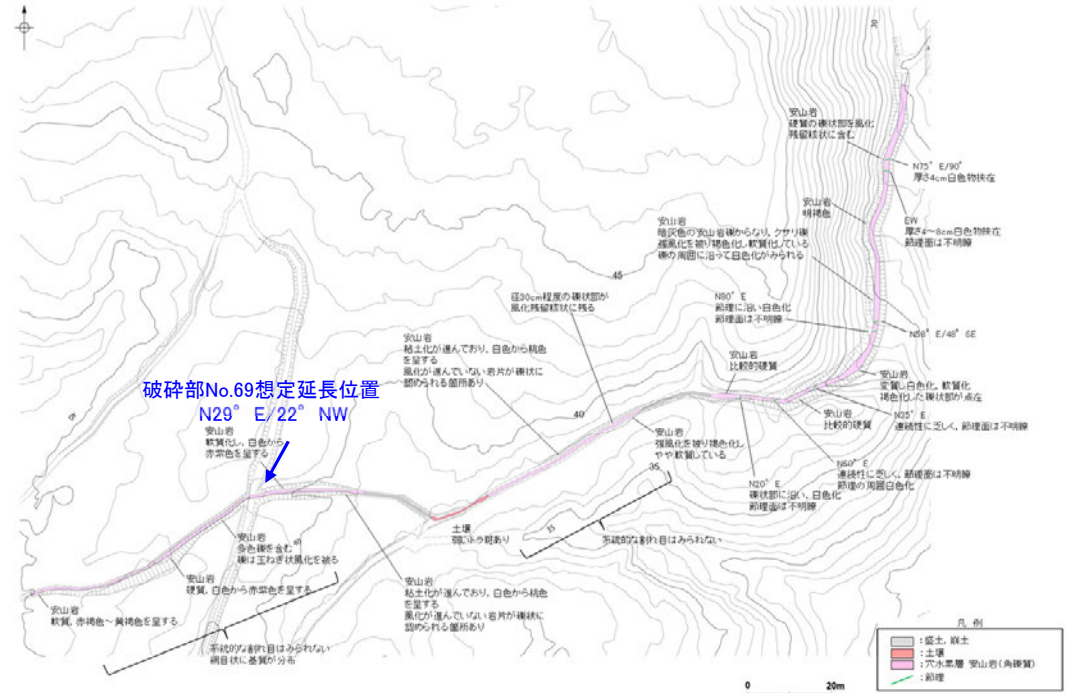 安山岩
硬質の礫状部を風化
残留核状に含む
N75° E/90°
厚さ4cm白色物挟在
安山岩
明褐色
EW
厚さ4～8cm白色物挟在
節理面は不明瞭
安山岩
暗灰色の安山岩礫からなり、クサリ礫
強風化を被り褐色化し軟質化している
礫の周囲に沿って白色化がみられる
45
径30cm程度の礫状部が
風化残留核状に残る
N80° E
節理に沿い白色化
節理面は不明瞭
N58° E/48° SE
安山岩
粘土化が進んでおり、白色から桃色
を呈する
風化が進んでいない岩片が礫状に
認められる箇所あり
安山岩
比較的硬質
破砕部No.69想定延長位置
N29° E/22° NW
安山岩
変質し白色化、軟質化
褐色化した礫状部が点在
40
安山岩
軟質化し、白色から
赤紫色を呈する
安山岩
比較的硬質
N35° E
連続性に乏しく、節理面は不明瞭
安山岩
強風化を被り褐色化し
やや軟質している
35
N60° E
連続性に乏しく、節理面は不明瞭
節理の周囲白色化
N20° E
礫状部に沿い、白色化
節理面は不明瞭
土壌
系統的な割れ目はみられない
安山岩
多色礫を含む
礫は玉ねぎ状風化を被る
安山岩
硬質、白色から赤紫色を呈する
安山岩
粘土化が進んでおり、白色から桃色
を呈する
風化が進んでいない岩片が礫状に
認められる箇所あり
安山岩
軟質、赤褐色～黄褐色を呈する
系統的な割れ目はみられない
網目状に基質が分布
凡 例
：盛土、崩土
：土壌
：穴水累層 安山岩(角礫質)
：節理
0 20m